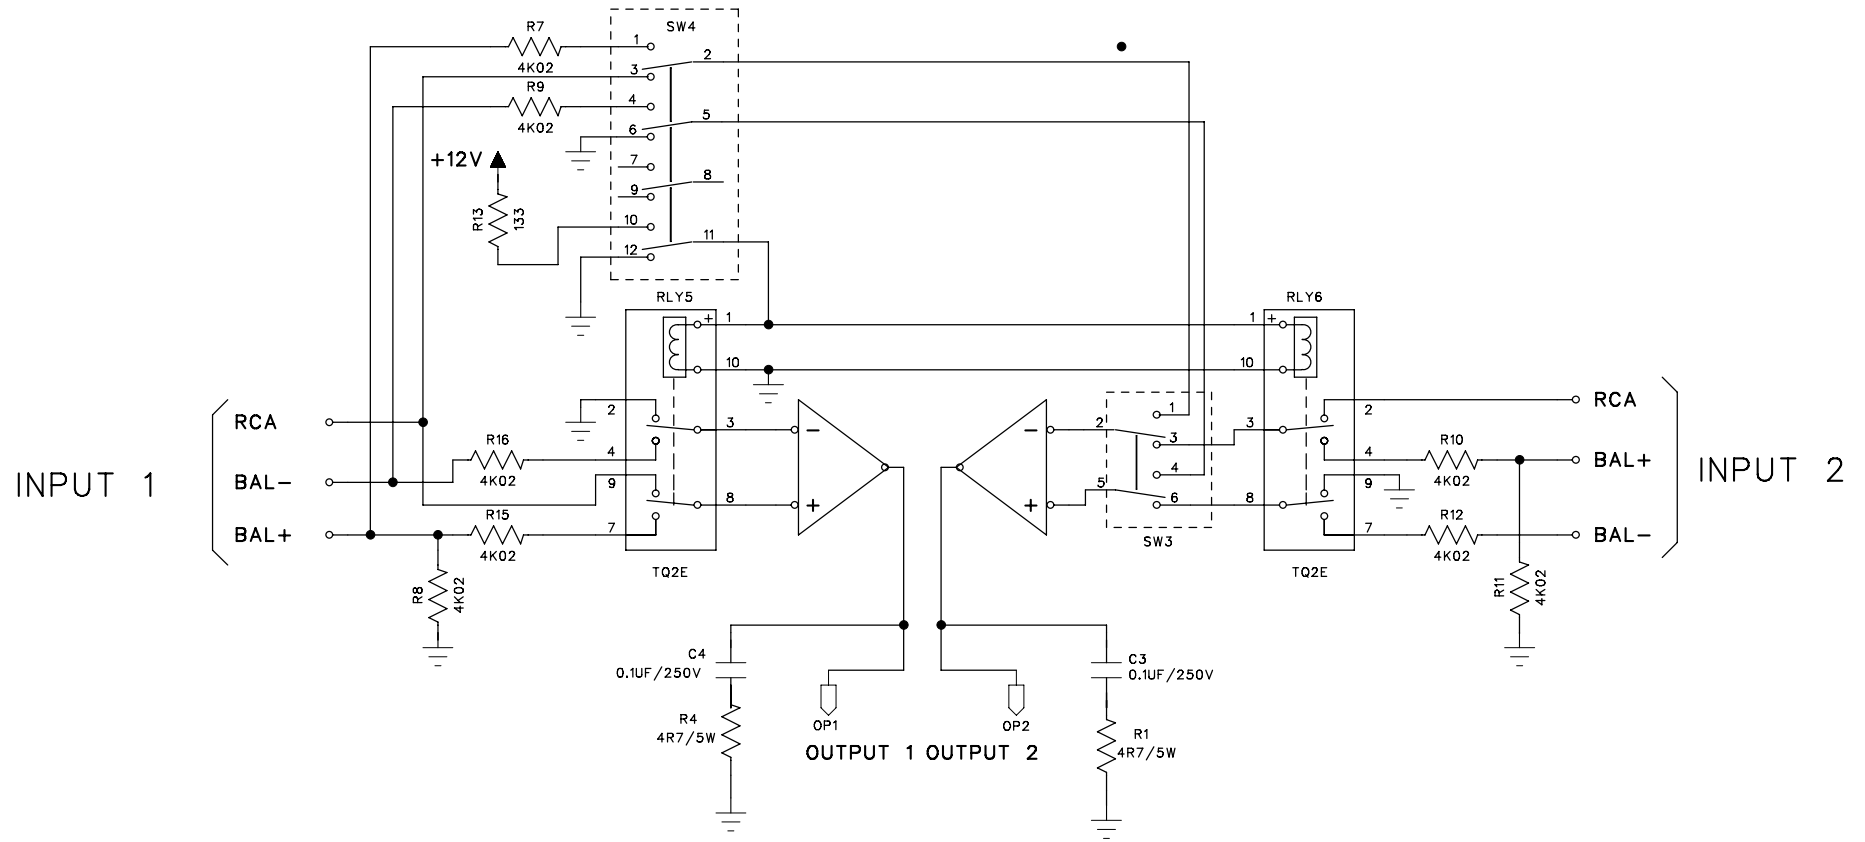 R7
4K02
SW4
1
2
3
R9
4K02
4
5
6
+12V
7
8
9
R13
133
10
11
12
RLY5
RLY6
+
1
1
+
10
10
2
3
4
9
8
7
INPUT 1
RCA
BAL-
BAL+
R16
4K02
R15
4K02
R8
4K02
TQ2E
−
+
−
+
2
1
3
4
5
6
SW3
3
8
2
4
9
7
TQ2E
R10
4K02
R12
4K02
R11
4K02
RCA
BAL+
BAL-
INPUT 2
C4
0.1UF/250V
R4
4R7/5W
OP1
OP2
OUTPUT 1
OUTPUT 2
C3
0.1UF/250V
R1
4R7/5W